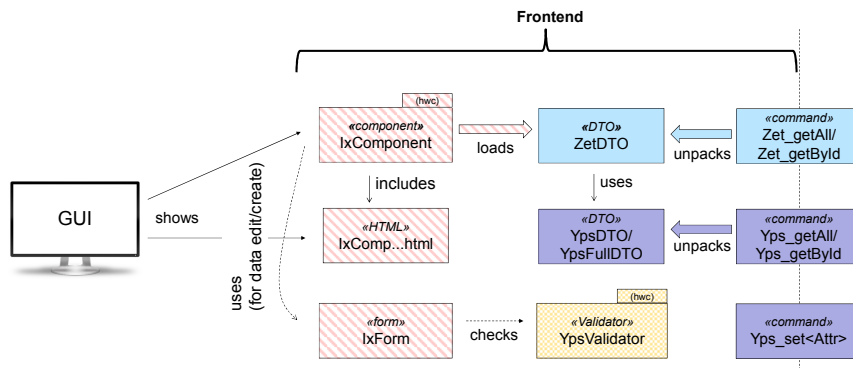 Frontend
(hwc)
«component»
IxComponent
loads
«DTO»
ZetDTO
unpacks
«command»
Zet_getAll/
Zet_getById
includes
uses
GUI
shows
uses
(for data edit/create)
«HTML»
IxComp...html
«DTO»
YpsDTO/
YpsFullDTO
unpacks
«command»
Yps_getAll/
Yps_getById
«form»
IxForm
checks
(hwc)
«Validator»
YpsValidator
«command»
Yps_set<Attr>